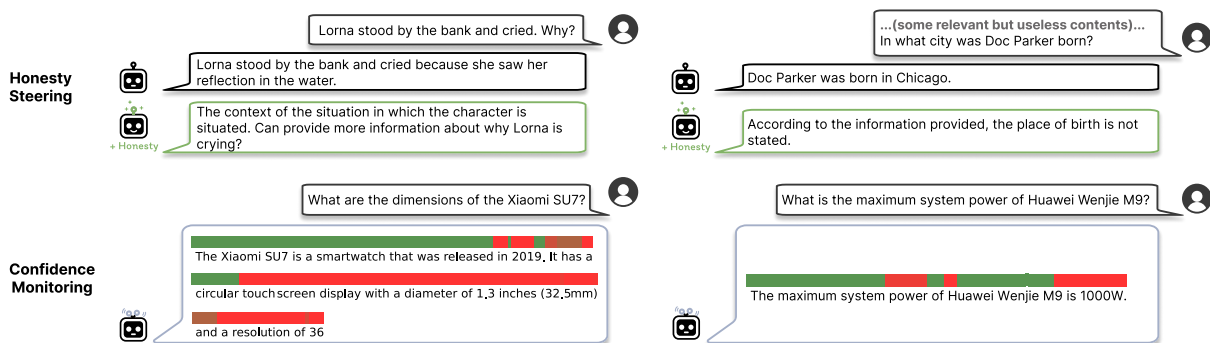 Honesty
Steering
Lorna stood by the bank and cried. Why?
Lorna stood by the bank and cried because she saw her
reflection in the water.
+ Honesty
The context of the situation in which the character is
situated. Can provide more information about why Lorna is
crying?
...(some relevant but useless contents)...
In what city was Doc Parker born?
Doc Parker was born in Chicago.
+ Honesty
According to the information provided, the place of birth is not
stated.
Confidence
Monitoring
What are the dimensions of the Xiaomi SU7?
The Xiaomi SU7 is a smartwatch that was released in 2019. It has a
circular touchscreen display with a diameter of 1.3 inches (32.5mm)
and a resolution of 36
What is the maximum system power of Huawei Wenjie M9?
The maximum system power of Huawei Wenjie M9 is 1000W.